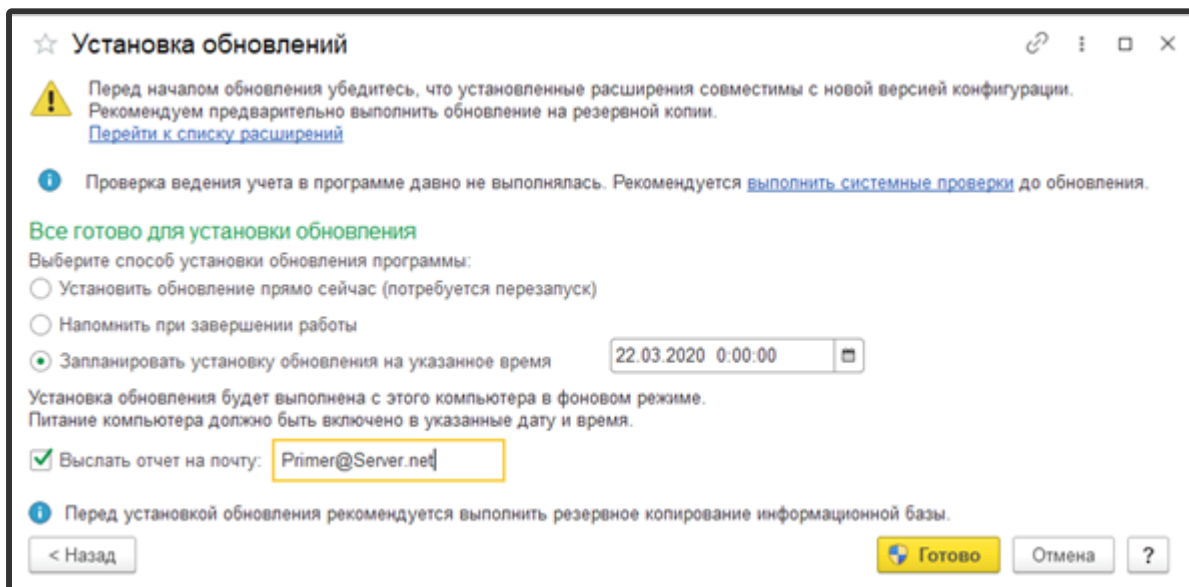 Установка обновлений
Перед началом обновления убедитесь, что установленные расширения совместимы с новой версией конфигурации.
Рекомендуем предварительно выполнить обновление на резервной копии.
Перейти к списку расширений
Проверка ведения учета в программе давно не выполнялась. Рекомендуется выполнить системные проверки до обновления.
Все готово для установки обновления
Выберите способ установки обновления программы:
Установить обновление прямо сейчас (потребуется перезапуск)
Напомнить при завершении работы
Запланировать установку обновления на указанное время 22.03.2020 0:00:00
Установка обновления будет выполнена с этого компьютера в фоновом режиме.
Питание компьютера должно быть включено в указанные дату и время.
Выслать отчет на почту: Primer@Server.net
Перед установкой обновления рекомендуется выполнить резервное копирование информационной базы.
< Назад Готово Отмена ?